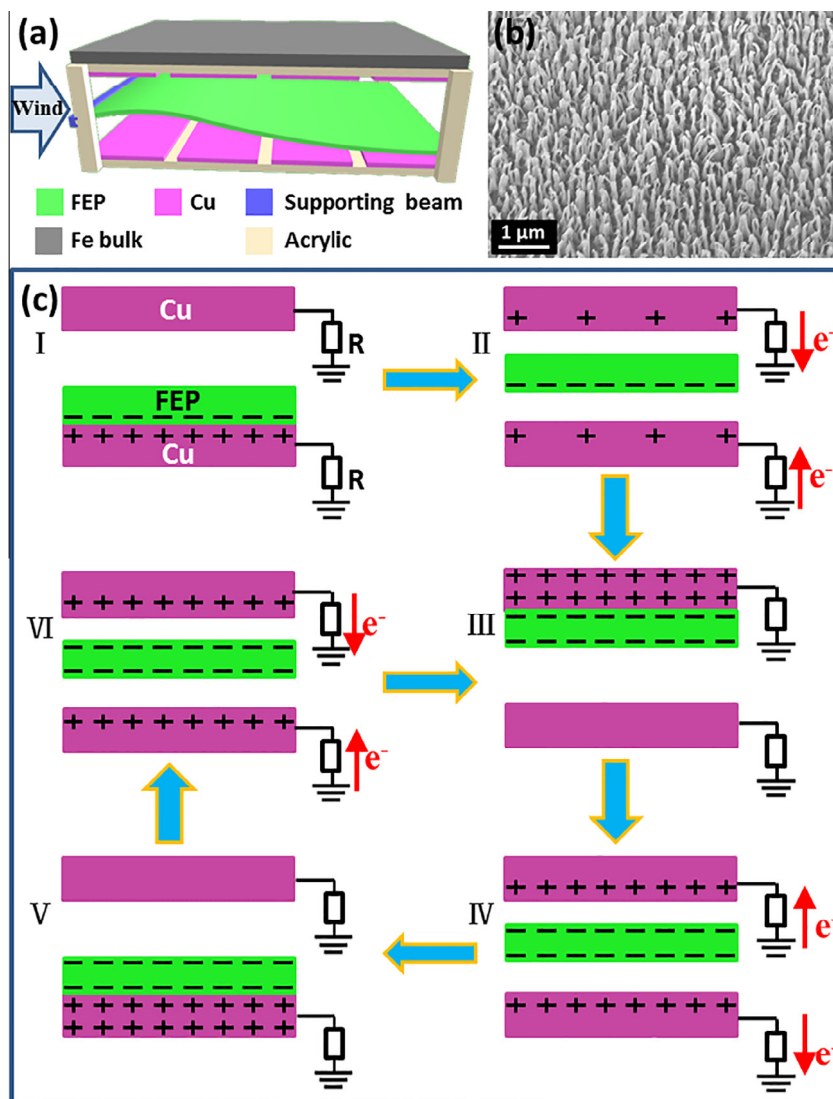 (a)
Wind
FEP
Cu
Supporting beam
Fe bulk
Acrylic
(b)
1 μm
(c)
Cu
I
R
FEP
Cu
R
II
e⁻
e⁻
VI
e⁻
e⁻
III
V
IV
e⁻
e⁻